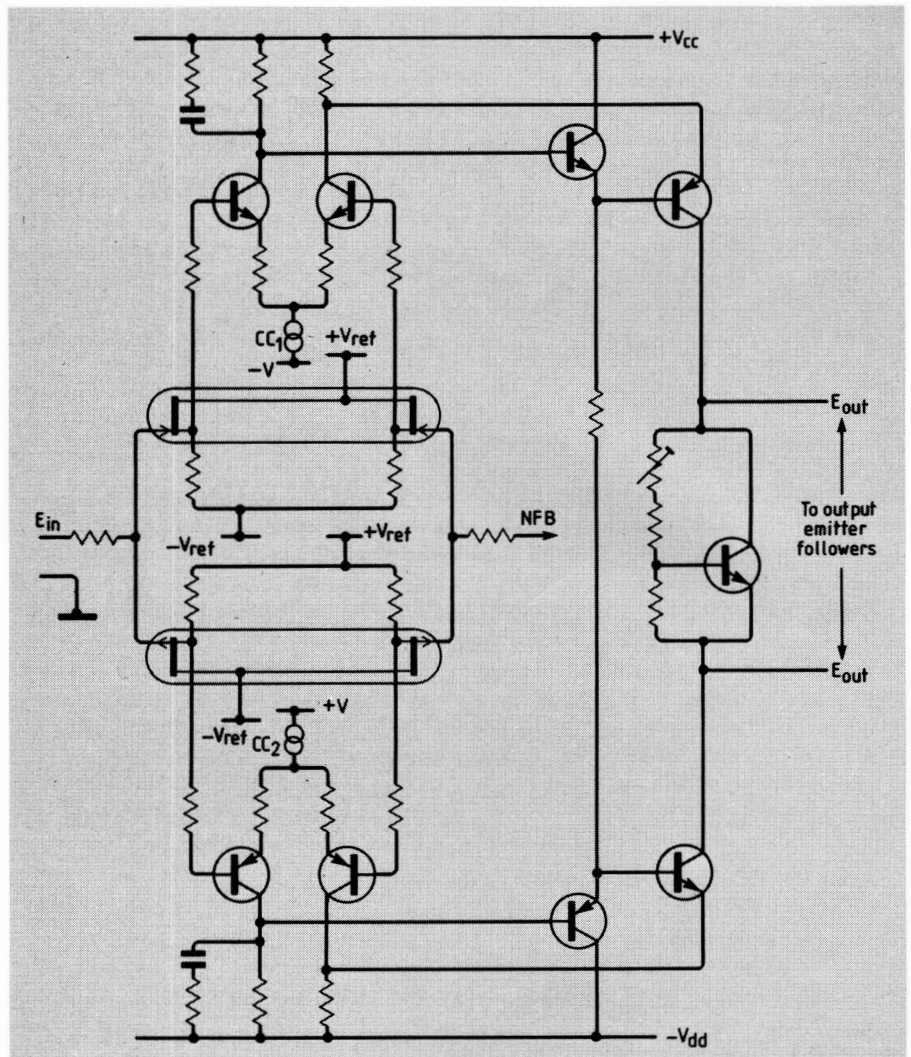 +Vcc
CC1
+Vref
-V
Eout
Ein
NFB
To output
emitter
followers
-Vref
+Vref
Eout
+V
-Vref
CC2
-Vdd